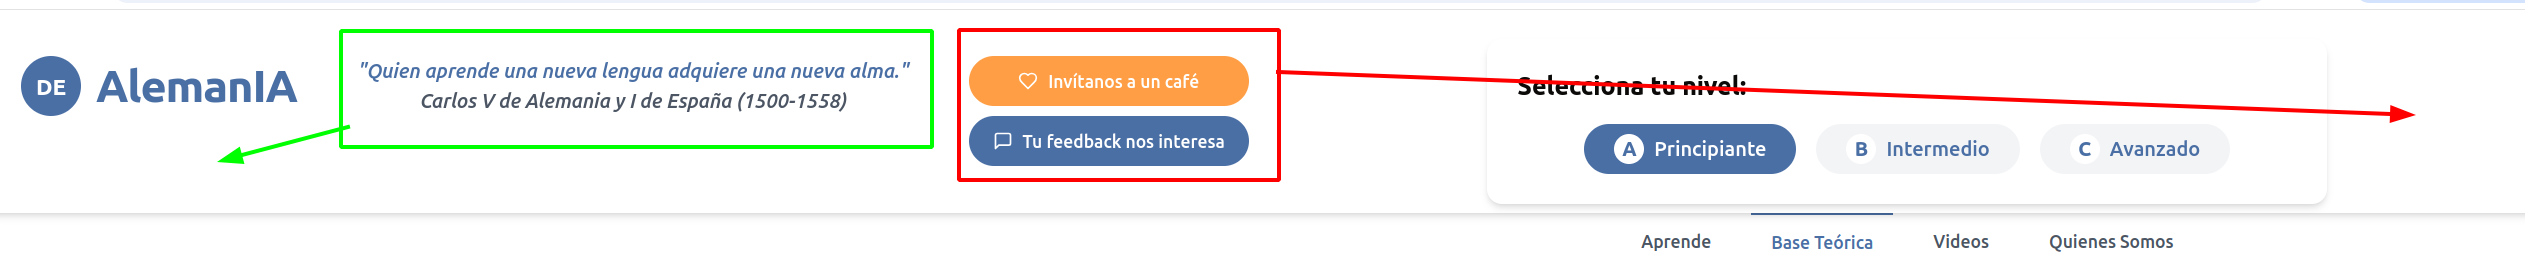 DE AlemanIA
"Quien aprende una nueva lengua adquiere una nueva alma."
Carlos V de Alemania y I de España (1500-1558)
Invítanos a un café
Tu feedback nos interesa
Selecciona tu nivel:
A Principiante
B Intermedio
C Avanzado
Aprende
Base Teórica
Videos
Quienes Somos